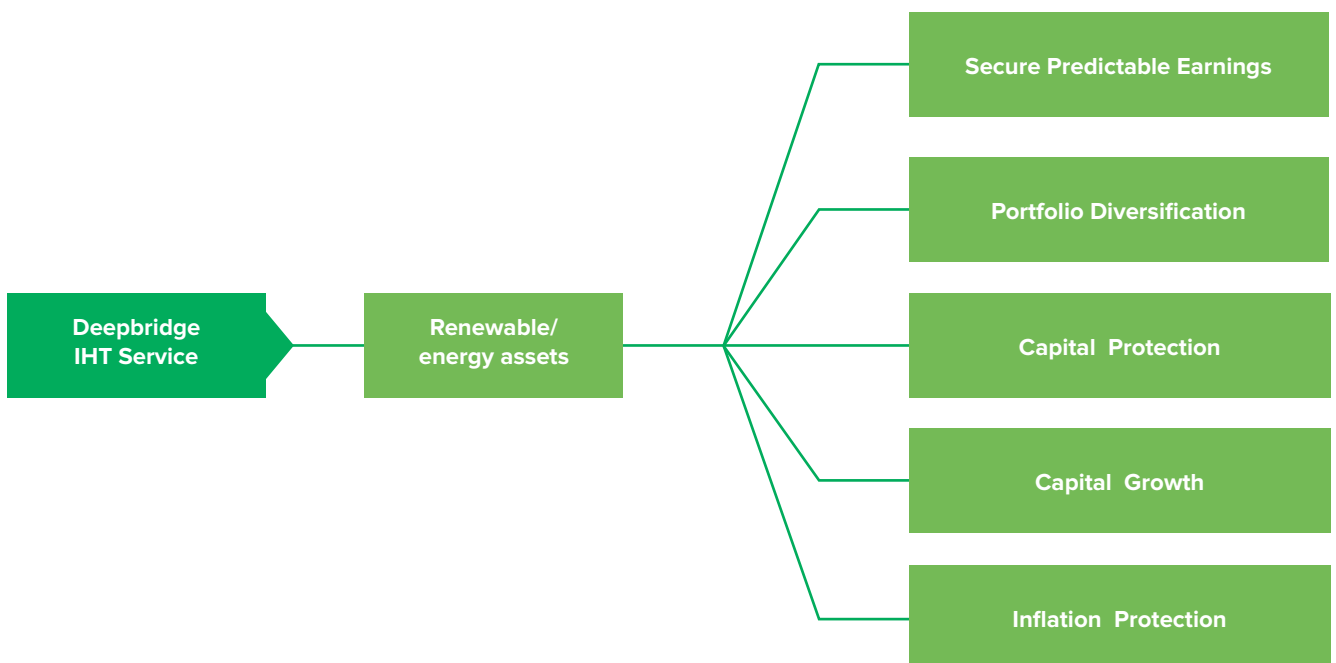 Deepbridge
IHT Service
Renewable/
energy assets
Secure Predictable Earnings
Portfolio Diversification
Capital Protection
Capital Growth
Inflation Protection